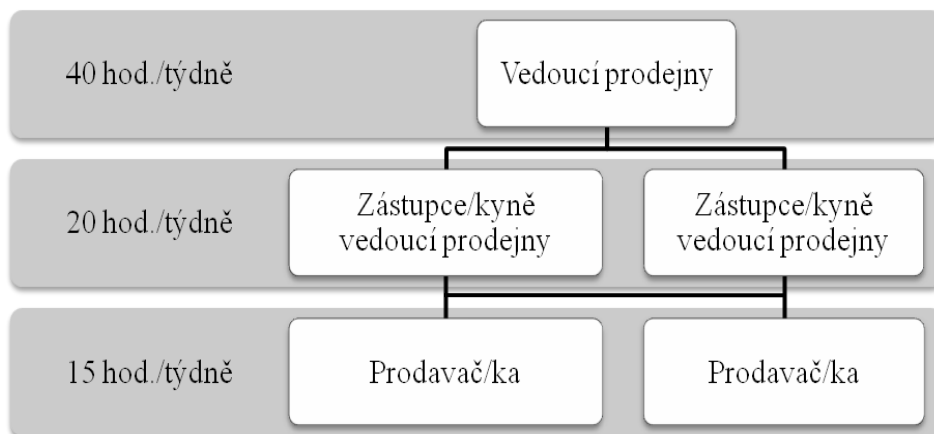 40 hod./týdně
Vedoucí prodejny
20 hod./týdně
Zástupce/kyně
vedoucí prodejny
Zástupce/kyně
vedoucí prodejny
15 hod./týdně
Prodavač/ka
Prodavač/ka